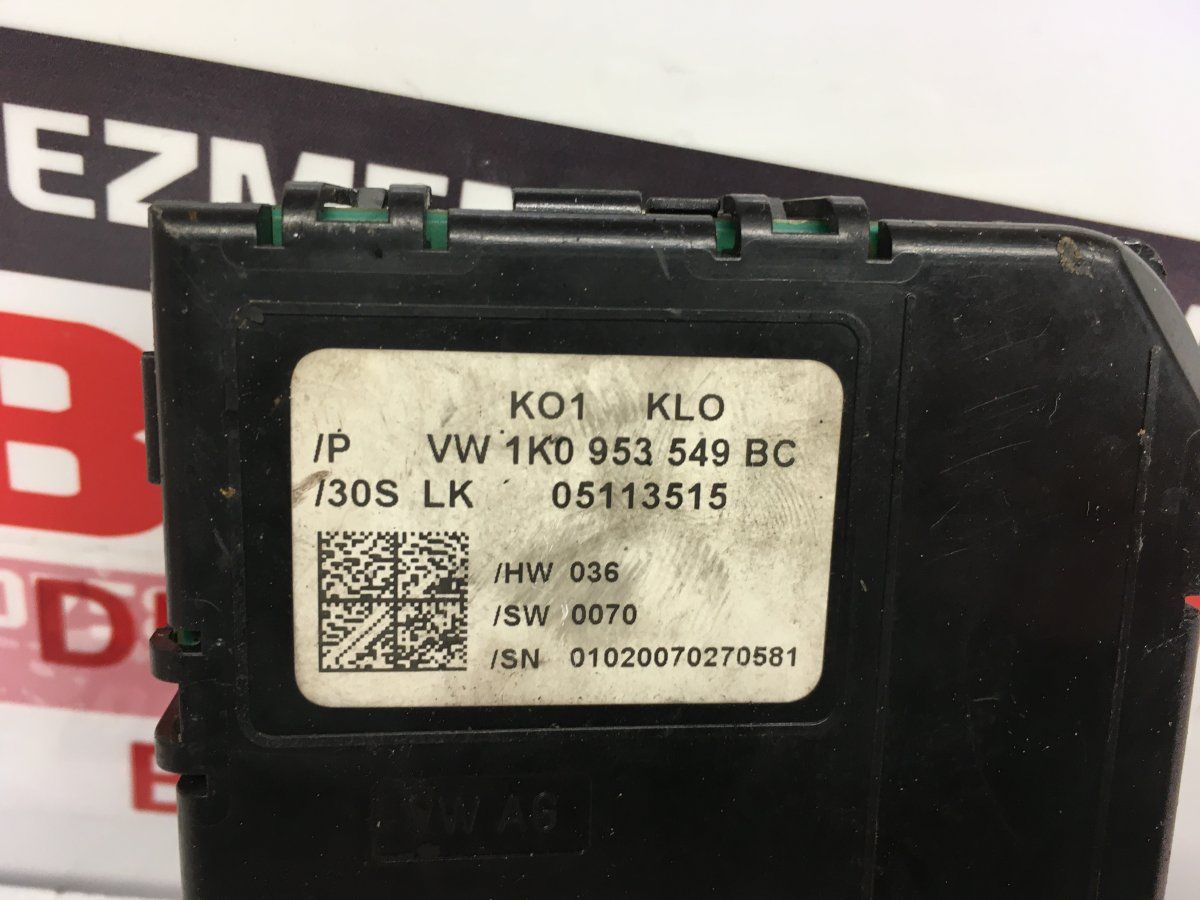 KO1 KLO
/P VW 1K0 953 549 BC
/30S LK 05113515
/HW 036
/SW 0070
/SN 01020070270581
VW AG